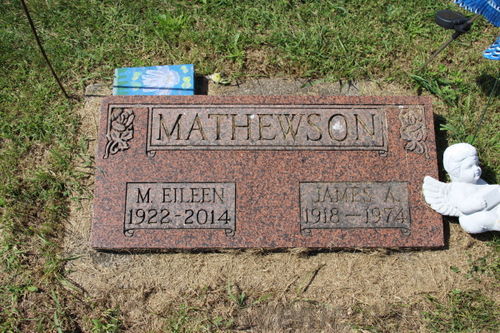 MATHEWSON
M. EILEEN
1922-2014
JAMES A.
1918-1974